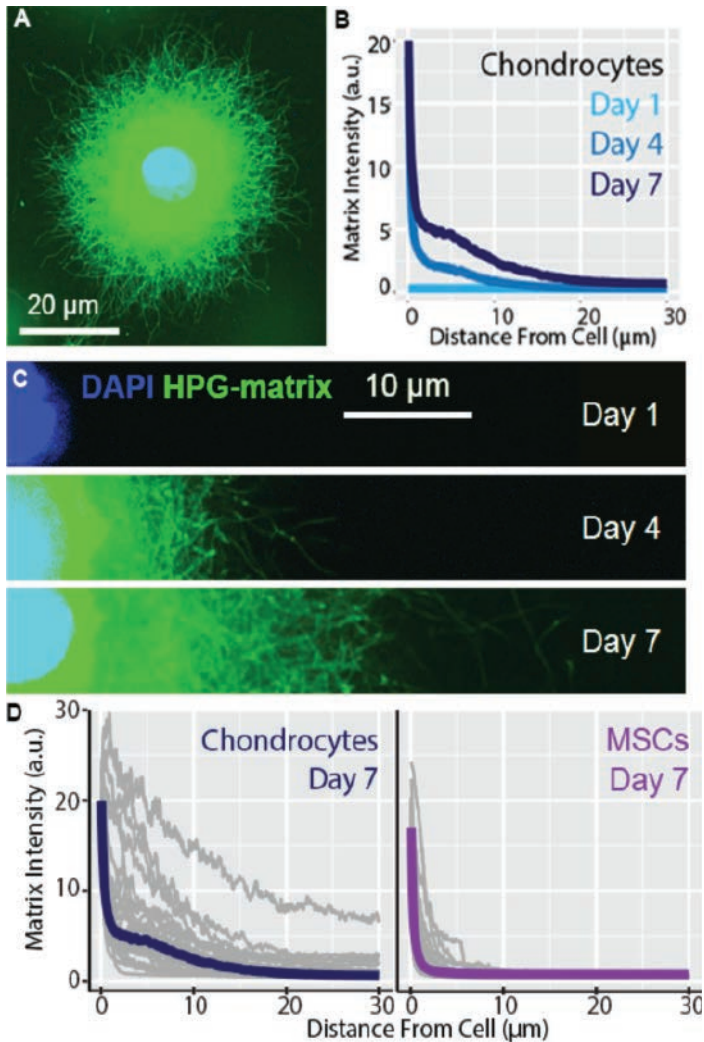 A
20 µm
B
Matrix Intensity (a.u.)
20
15
10
5
0
Chondrocytes
Day 1
Day 4
Day 7
0 10 20 30
Distance From Cell (µm)
C
DAPI HPG-matrix
10 µm
Day 1
Day 4
Day 7
D
Matrix Intensity (a.u.)
30
20
10
0
Chondrocytes
Day 7
MSCs
Day 7
0 10 20 30
0 10 20 30
Distance From Cell (µm)